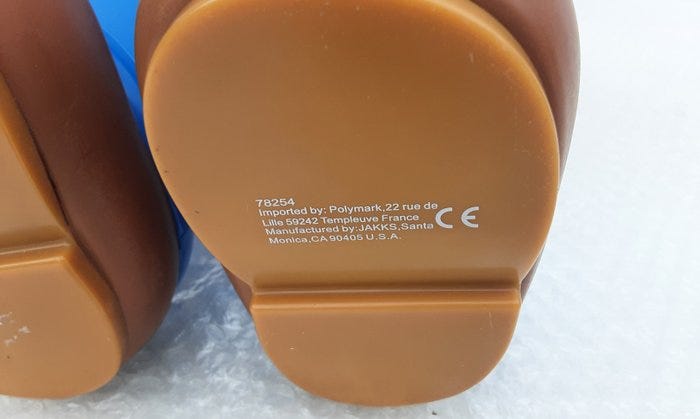 78254
Imported by: Polymark,22 rue de
Lille 59242 Templeuve France
Manufactured by:JAKKS,Santa
Monica,CA 90405 U.S.A.
CE